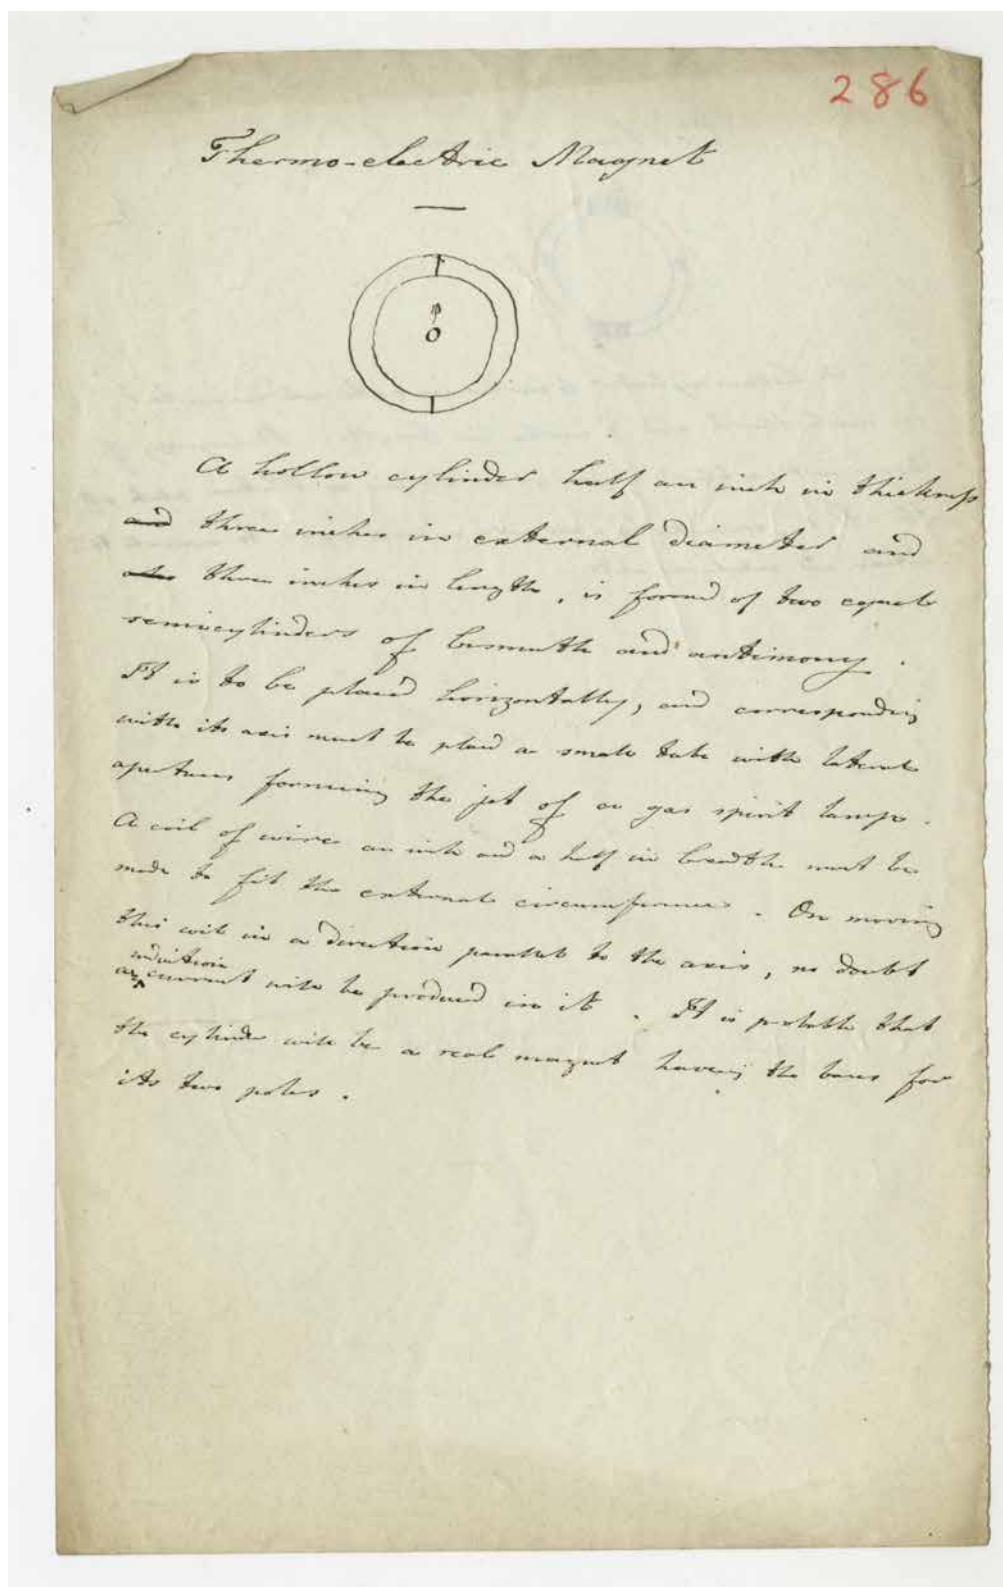 286
Thermo-electric Magnet
A hollow cylinder half an inch in thickness
and three inches in external diameter and
three inches in length, is formed of two equal
semicylinders of bismuth and antimony.
It is to be placed horizontally, and corresponding
with its axis must be placed a small tube with lateral
apertures forming the jet of a gas spirit lamp.
A coil of wire an inch and a half in breadth must be
made to fit the external circumference. On moving
this coil in a direction parallel to the axis, no doubt
induction
a current will be produced in it. It is probable that
the cylinder will be a real magnet having the bases for
its two poles.